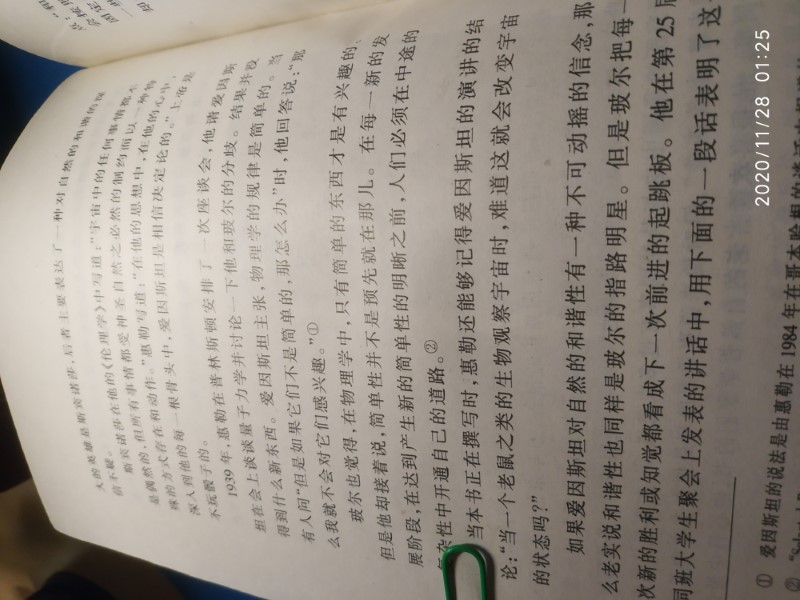 大的英雄是斯宾诺莎,后者主要表达了一种对自然的和谐的深
信不疑。
斯宾诺莎在他的《伦理学》中写道:“宇宙中的任何事情都不
是偶然的,但所有事情都受神圣自然之必然的制约而以一种特
殊的方式存在和动作。”惠勒写道:“在他的思想中,在他的心中,
深入到他的每一根骨头中,爱因斯坦是相信决定论的。”上帝是
不玩骰子的。
1939年,惠勒在普林斯顿安排了一次座谈会,他请爱因斯
坦在会上谈谈量子力学并讨论一下他和玻尔的分歧。结果并没
得到什么新东西。爱因斯坦主张,物理学的规律是简单的。当
有人问“但是如果它们不是简单的,那怎么办”时,他回答说:“那
么我就不会对它们感兴趣。”①
玻尔也觉得,在物理学中,只有简单的东西才是有兴趣的,
但是他却接着说,简单性并不是预先就在那儿。在每一新的发
展阶段,在达到产生新的简单性的明晰之前,人们必须在中途的
复杂性中开通自己的道路。②
当本书正在撰写时,惠勒还能够记得爱因斯坦的演讲的结
论:“当一个老鼠之类的生物观察宇宙时,难道这就会改变宇宙
的状态吗?”
如果爱因斯坦对自然的和谐性有一种不可动摇的信念,那
么老实说和谐性也同样是玻尔的指路明星。但是玻尔把每一
次新的胜利或知觉都看成下一次前进的起跳板。他在第25届
同班大学生聚会上发表的讲话中,用下面的一段话表明了这
① 爱因斯坦的说法是由惠勒在1984年在哥本哈根的谈话中
②
点:“和
会按照
固定
一些
知
2020/11/28 01:25